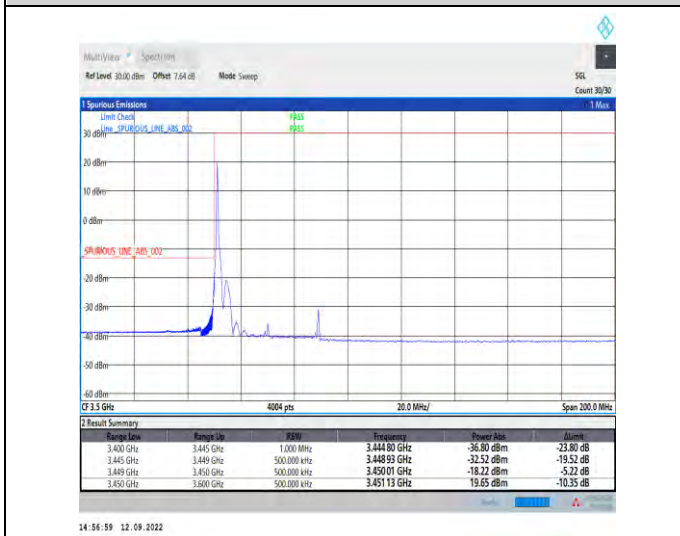 MultiView Spectrum
Ref Level 30.00 dBm Offset 7.64 dB Mode Sweep SGL
Count 30/30
1 Spurious Emissions 1 Max
Limit Check PASS
Line _SPURIOUS_LINE_ABS_002 PASS
30 dBm
20 dBm
10 dBm
0 dBm
_SPURIOUS_LINE_ABS_002
-20 dBm
-30 dBm
-40 dBm
-50 dBm
-60 dBm
CF 3.5 GHz 4004 pts 20.0 MHz/ Span 200.0 MHz
2 Result Summary
Range Low Range Up RBW Frequency Power Abs ΔLimit
3.400 GHz 3.445 GHz 1.000 MHz 3.444 80 GHz -36.80 dBm -23.80 dB
3.445 GHz 3.449 GHz 500.000 kHz 3.448 93 GHz -32.52 dBm -19.52 dB
3.449 GHz 3.450 GHz 500.000 kHz 3.450 01 GHz -18.22 dBm -5.22 dB
3.450 GHz 3.600 GHz 500.000 kHz 3.451 13 GHz 19.65 dBm -10.35 dB
14:56:59 12.09.2022